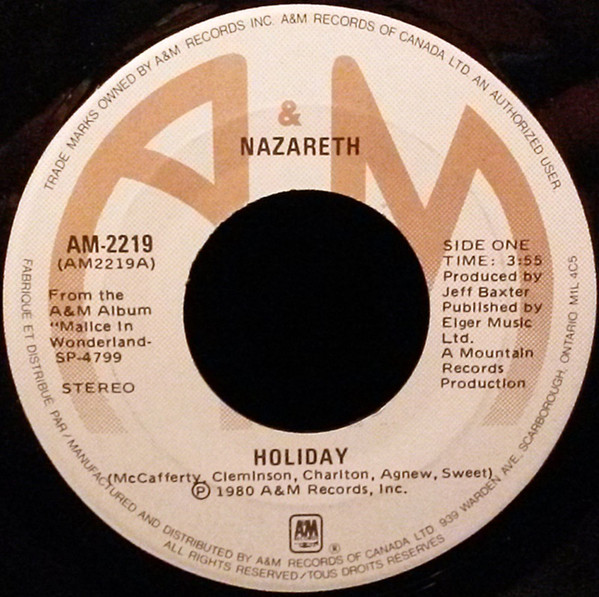 TRADE MARKS OWNED BY A&M RECORDS INC. A&M RECORDS OF CANADA LTD. AN AUTHORIZED USER.
A & M
NAZARETH
AM-2219
(AM2219A)
From the
A&M Album
"Malice In
Wonderland-
SP-4799
STEREO
SIDE ONE
TIME: 3:55
Produced by
Jeff Baxter
Published by
Elger Music
Ltd.
A Mountain
Records
Production
HOLIDAY
(McCafferty, Cleminson, Charlton, Agnew, Sweet)
Ⓟ 1980 A&M Records, Inc.
A&M
®
FABRIQUE ET DISTRIBUÉ PAR / MANUFACTURED AND DISTRIBUTED BY A&M RECORDS OF CANADA LTD. 939 WARDEN AVE., SCARBOROUGH, ONTARIO M1L 4C5
ALL RIGHTS RESERVED / TOUS DROITS RÉSERVÉS